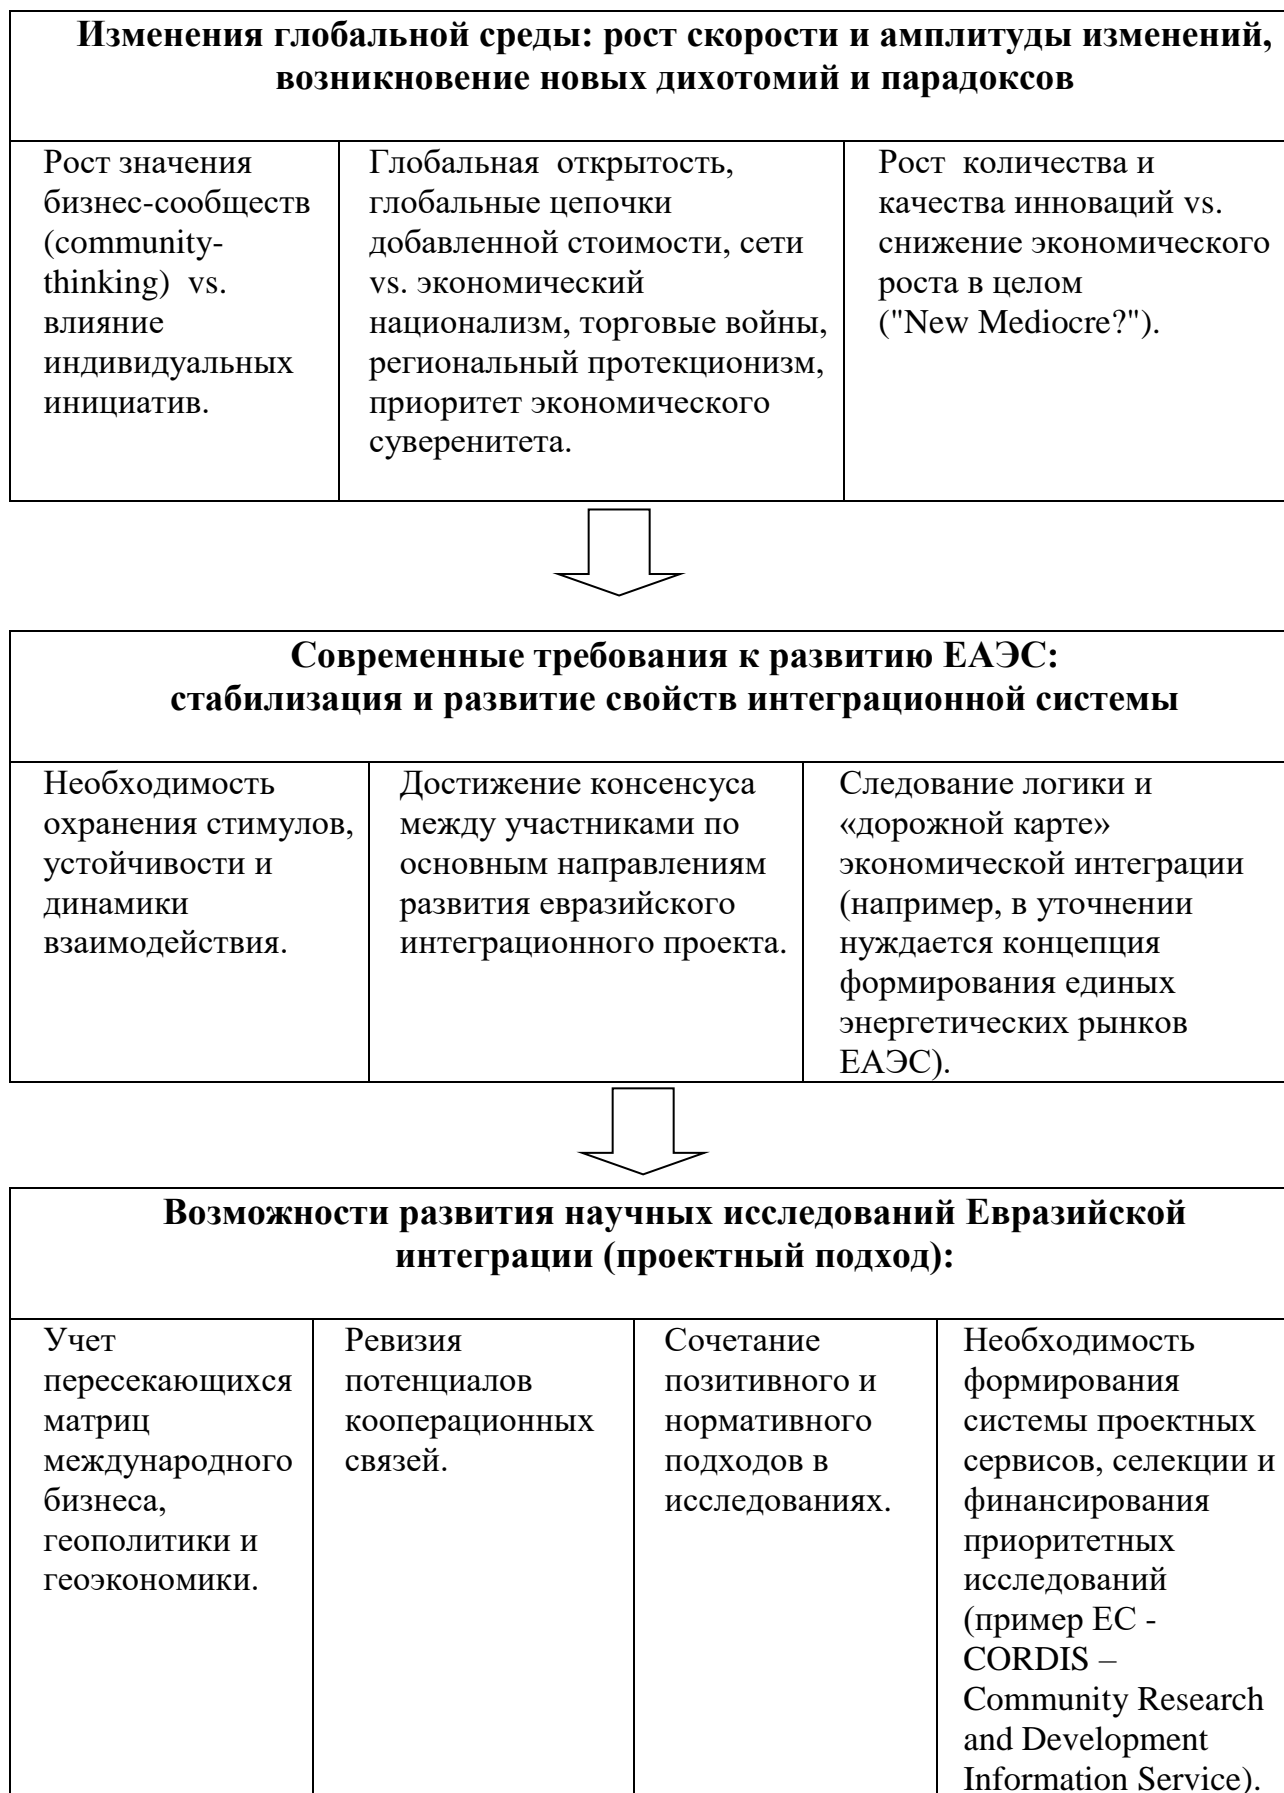 Изменения глобальной среды: рост скорости и амплитуды изменений,
возникновение новых дихотомий и парадоксов
Рост значения
бизнес-сообществ
(community-
thinking) vs.
влияние
индивидуальных
инициатив.
Глобальная открытость,
глобальные цепочки
добавленной стоимости, сети
vs. экономический
национализм, торговые войны,
региональный протекционизм,
приоритет экономического
суверенитета.
Рост количества и
качества инноваций vs.
снижение экономического
роста в целом
("New Mediocre?").
Современные требования к развитию ЕАЭС:
стабилизация и развитие свойств интеграционной системы
Необходимость
охранения стимулов,
устойчивости и
динамики
взаимодействия.
Достижение консенсуса
между участниками по
основным направлениям
развития евразийского
интеграционного проекта.
Следование логики и
«дорожной карте»
экономической интеграции
(например, в уточнении
нуждается концепция
формирования единых
энергетических рынков
ЕАЭС).
Возможности развития научных исследований Евразийской
интеграции (проектный подход):
Учет
пересекающихся
матриц
международного
бизнеса,
геополитики и
геоэкономики.
Ревизия
потенциалов
кооперационных
связей.
Сочетание
позитивного и
нормативного
подходов в
исследованиях.
Необходимость
формирования
системы проектных
сервисов, селекции и
финансирования
приоритетных
исследований
(пример ЕС -
CORDIS –
Community Research
and Development
Information Service).